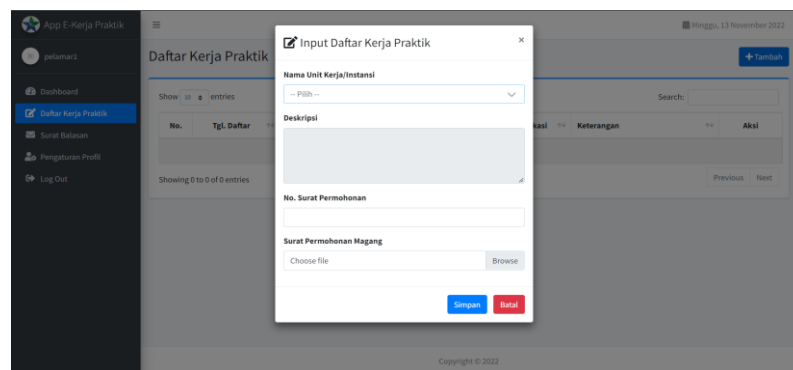 App E-Kerja Praktik
Minggu, 13 November 2022
pelamar1
Dashboard
Daftar Kerja Praktik
Surat Balasan
Pengaturan Profil
Log Out
Daftar Kerja Praktik
+ Tambah
Show 10 entries
Search:
No.
Tgl. Daftar
kasi
Keterangan
Aksi
Showing 0 to 0 of 0 entries
Previous Next
Input Daftar Kerja Praktik
×
Nama Unit Kerja/Instansi
-- Pilih --
Deskripsi
No. Surat Permohonan
Surat Permohonan Magang
Choose file
Browse
Simpan
Batal
Copyright © 2022